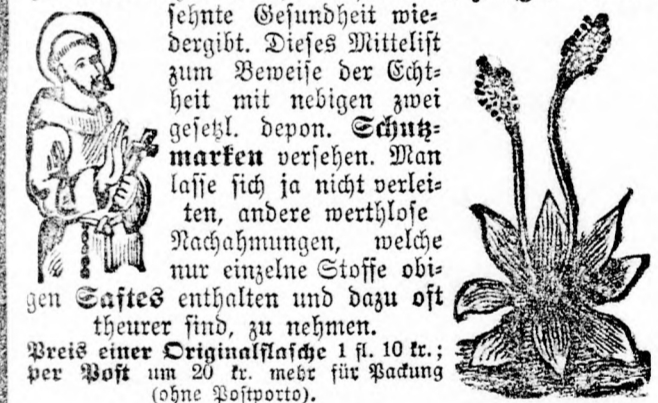 sehnte Gesundheit wie-
dergibt. Dieses Mittel ist
zum Beweise der Echt-
heit mit nebigen zwei
gesetzl. depon. Schutz-
marken versehen. Man
lasse sich ja nicht verlei-
ten, andere werthlose
Nachahmungen, welche
nur einzelne Stoffe obi-
gen Saftes enthalten und dazu oft
theurer sind, zu nehmen.
Preis einer Originalflasche 1 fl. 10 kr.;
per Post um 20 kr. mehr für Packung
(ohne Postporto).